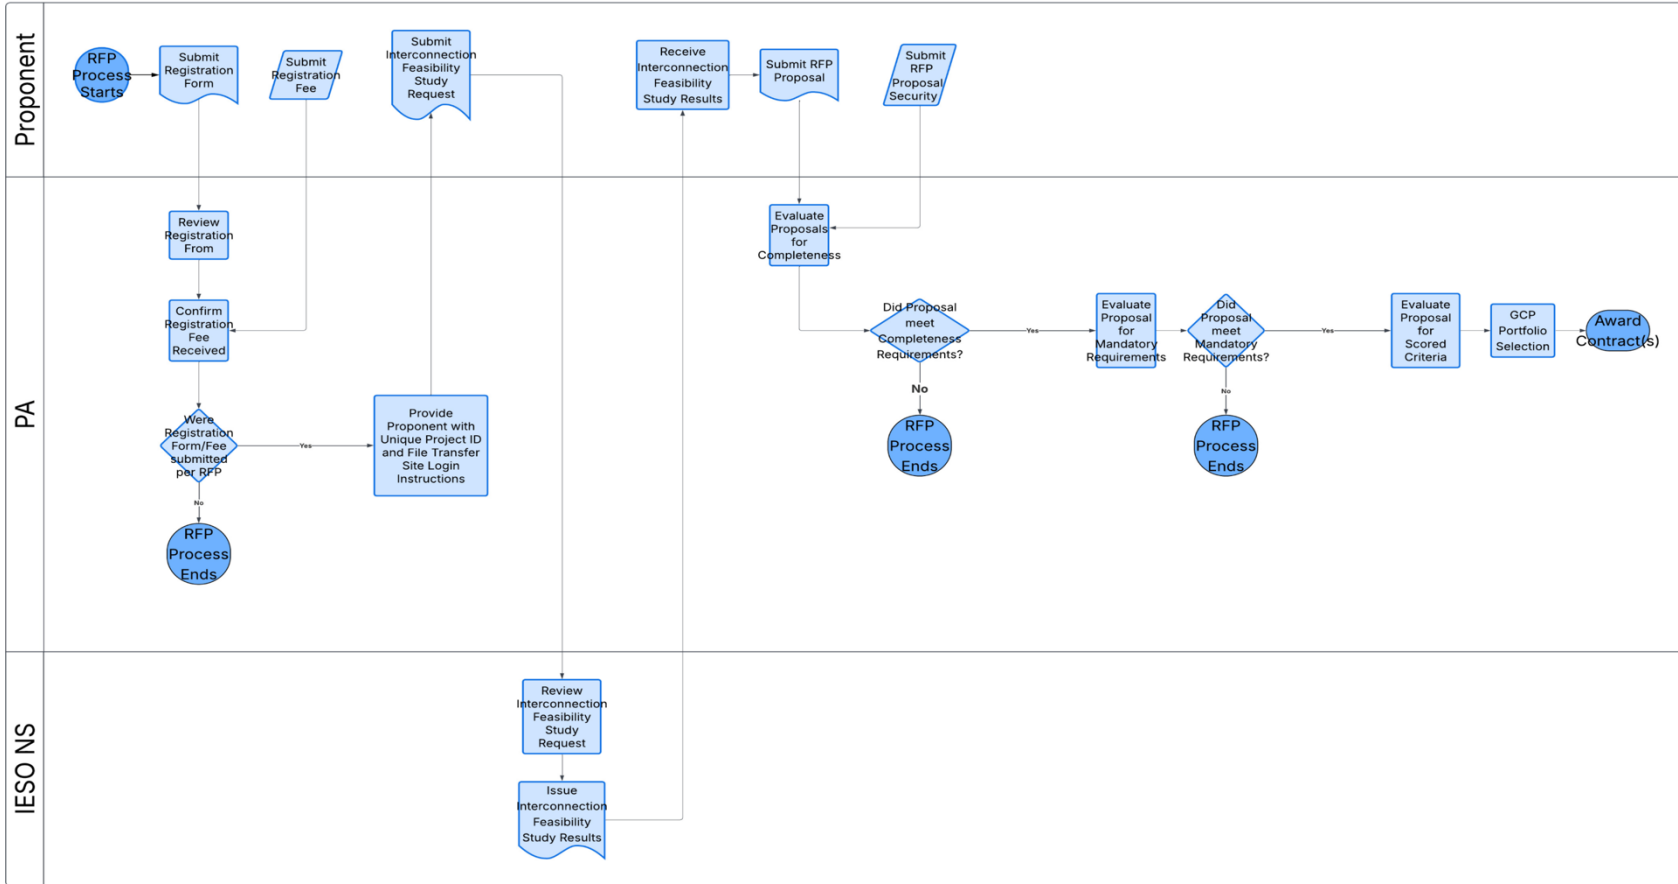 Proponent
RFP
Process
Starts
Submit
Registration
Form
Submit
Registration
Fee
Submit
Interconnection
Feasibility
Study
Request
Receive
Interconnection
Feasibility
Study Results
Submit RFP
Proposal
Submit
RFP
Proposal
Security
PA
Review
Registration
From
Confirm
Registration
Fee
Received
Were
Registration
Form/Fee
submitted
per RFP
Yes
No
RFP
Process
Ends
Provide
Proponent with
Unique Project ID
and File Transfer
Site Login
Instructions
Evaluate
Proposals
for
Completeness
Did Proposal
meet
Completeness
Requirements?
Yes
No
RFP
Process
Ends
Evaluate
Proposal
for
Mandatory
Requirements
Did
Proposal
meet
Mandatory
Requirements?
Yes
No
RFP
Process
Ends
Evaluate
Proposal
for
Scored
Criteria
GCP
Portfolio
Selection
Award
Contract(s)
IESO NS
Review
Interconnection
Feasibility
Study
Request
Issue
Interconnection
Feasibility
Study Results